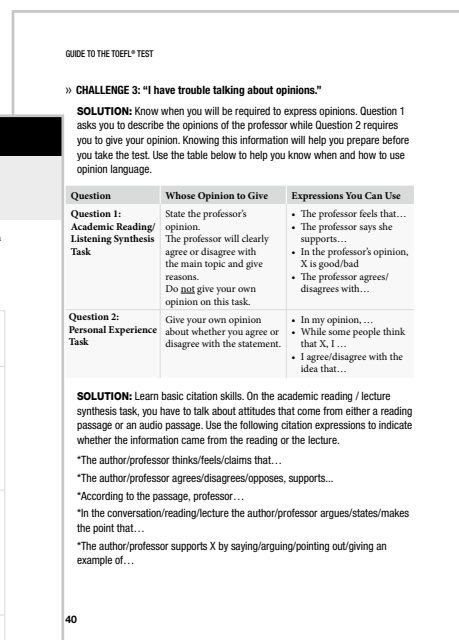 GUIDE TO THE TOEFL® TEST
» CHALLENGE 3: “I have trouble talking about opinions.”
SOLUTION: Know when you will be required to express opinions. Question 1
asks you to describe the opinions of the professor while Question 2 requires
you to give your opinion. Knowing this information will help you prepare before
you take the test. Use the table below to help you know when and how to use
opinion language.
Question
Whose Opinion to Give
Expressions You Can Use
Question 1:
Academic Reading/
Listening Synthesis
Task
State the professor’s
opinion.
The professor will clearly
agree or disagree with
the main topic and give
reasons.
Do not give your own
opinion on this task.
• The professor feels that…
• The professor says she
supports…
• In the professor’s opinion,
X is good/bad
• The professor agrees/
disagrees with…
Question 2:
Personal Experience
Task
Give your own opinion
about whether you agree or
disagree with the statement.
• In my opinion, …
• While some people think
that X, I …
• I agree/disagree with the
idea that…
SOLUTION: Learn basic citation skills. On the academic reading / lecture
synthesis task, you have to talk about attitudes that come from either a reading
passage or an audio passage. Use the following citation expressions to indicate
whether the information came from the reading or the lecture.
*The author/professor thinks/feels/claims that…
*The author/professor agrees/disagrees/opposes, supports...
*According to the passage, professor…
*In the conversation/reading/lecture the author/professor argues/states/makes
the point that…
*The author/professor supports X by saying/arguing/pointing out/giving an
example of…
40